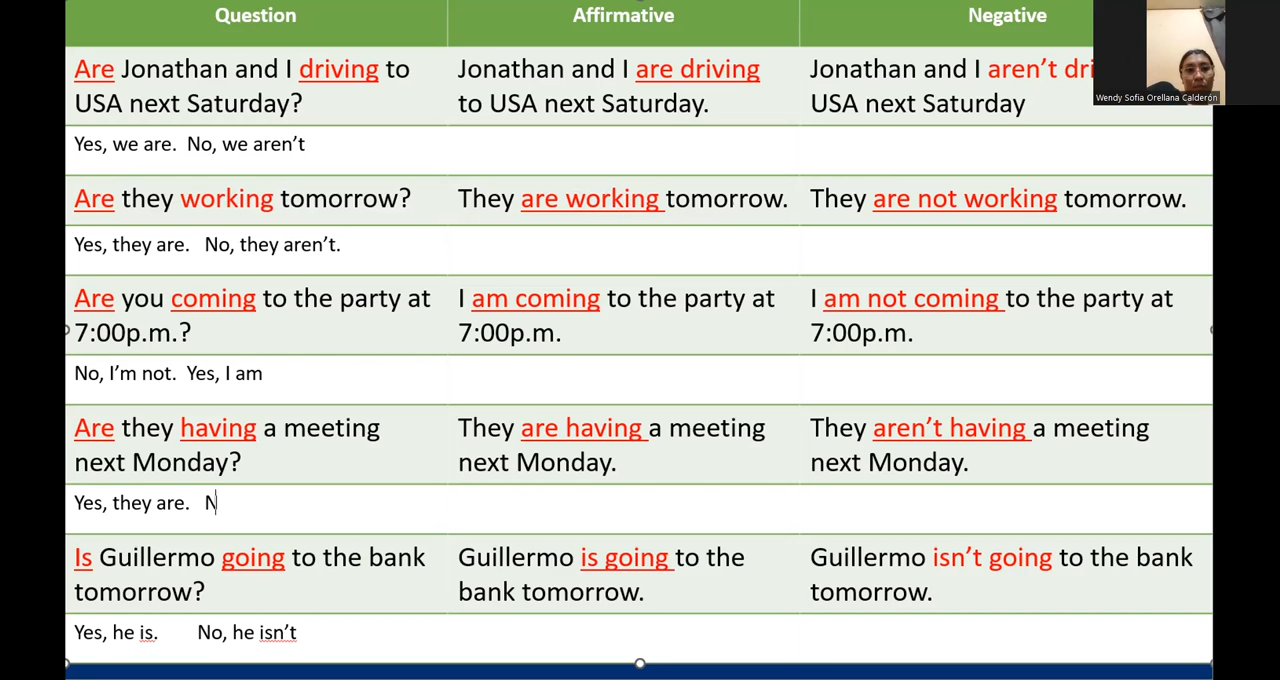 Question Affirmative Negative
Are Jonathan and I driving to Jonathan and I are driving Jonathan and I aren't
USA next Saturday? to USA next Saturday. USA next Saturday
Wendy Sofia Orellana Calderón
Yes, we are. No, we aren't
Are they working tomorrow? They are working tomorrow. They are not working tomorrow.
Yes, they are. No, they aren't.
Are you coming to the party at I am coming to the party at I am not coming to the party at
7:00p.m.? 7:00p.m. 7:00p.m.
No, I'm not. Yes, I am
Are they having a meeting They are having a meeting They aren't having a meeting
next Monday? next Monday. next Monday.
Yes, they are. N
Is Guillermo going to the bank Guillermo is going to the Guillermo isn't going to the bank
tomorrow? bank tomorrow. tomorrow.
Yes, he is. No, he isn't